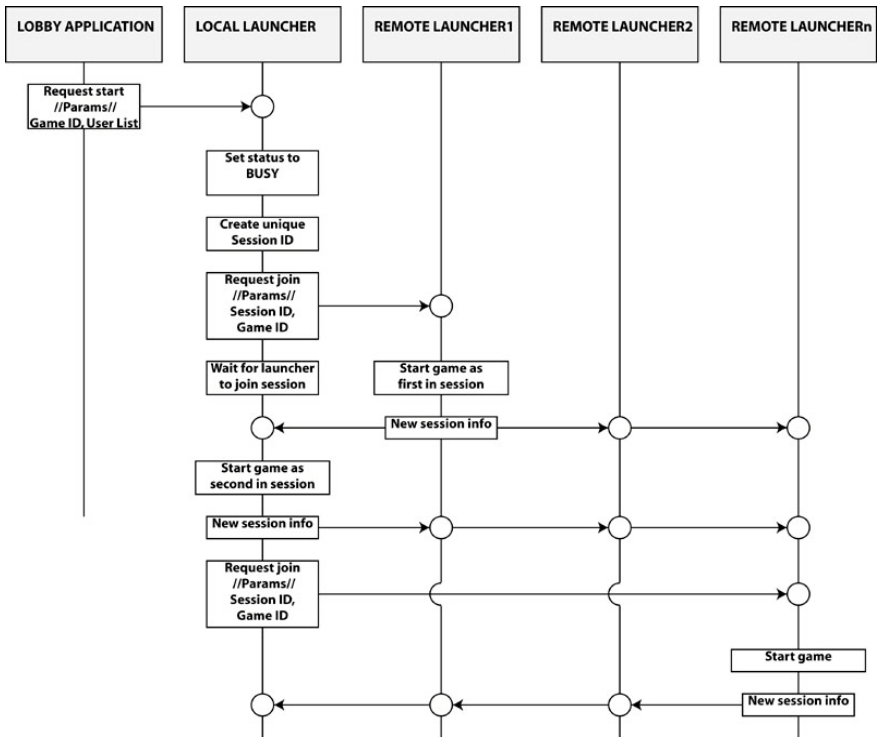 LOBBY APPLICATION
LOCAL LAUNCHER
REMOTE LAUNCHER1
REMOTE LAUNCHER2
REMOTE LAUNCHERn
Request start
//Params//
Game ID, User List
Set status to
BUSY
Create unique
Session ID
Request join
//Params//
Session ID,
Game ID
Wait for launcher
to join session
Start game as
first in session
New session info
Start game as
second in session
New session info
Request join
//Params//
Session ID,
Game ID
Start game
New session info